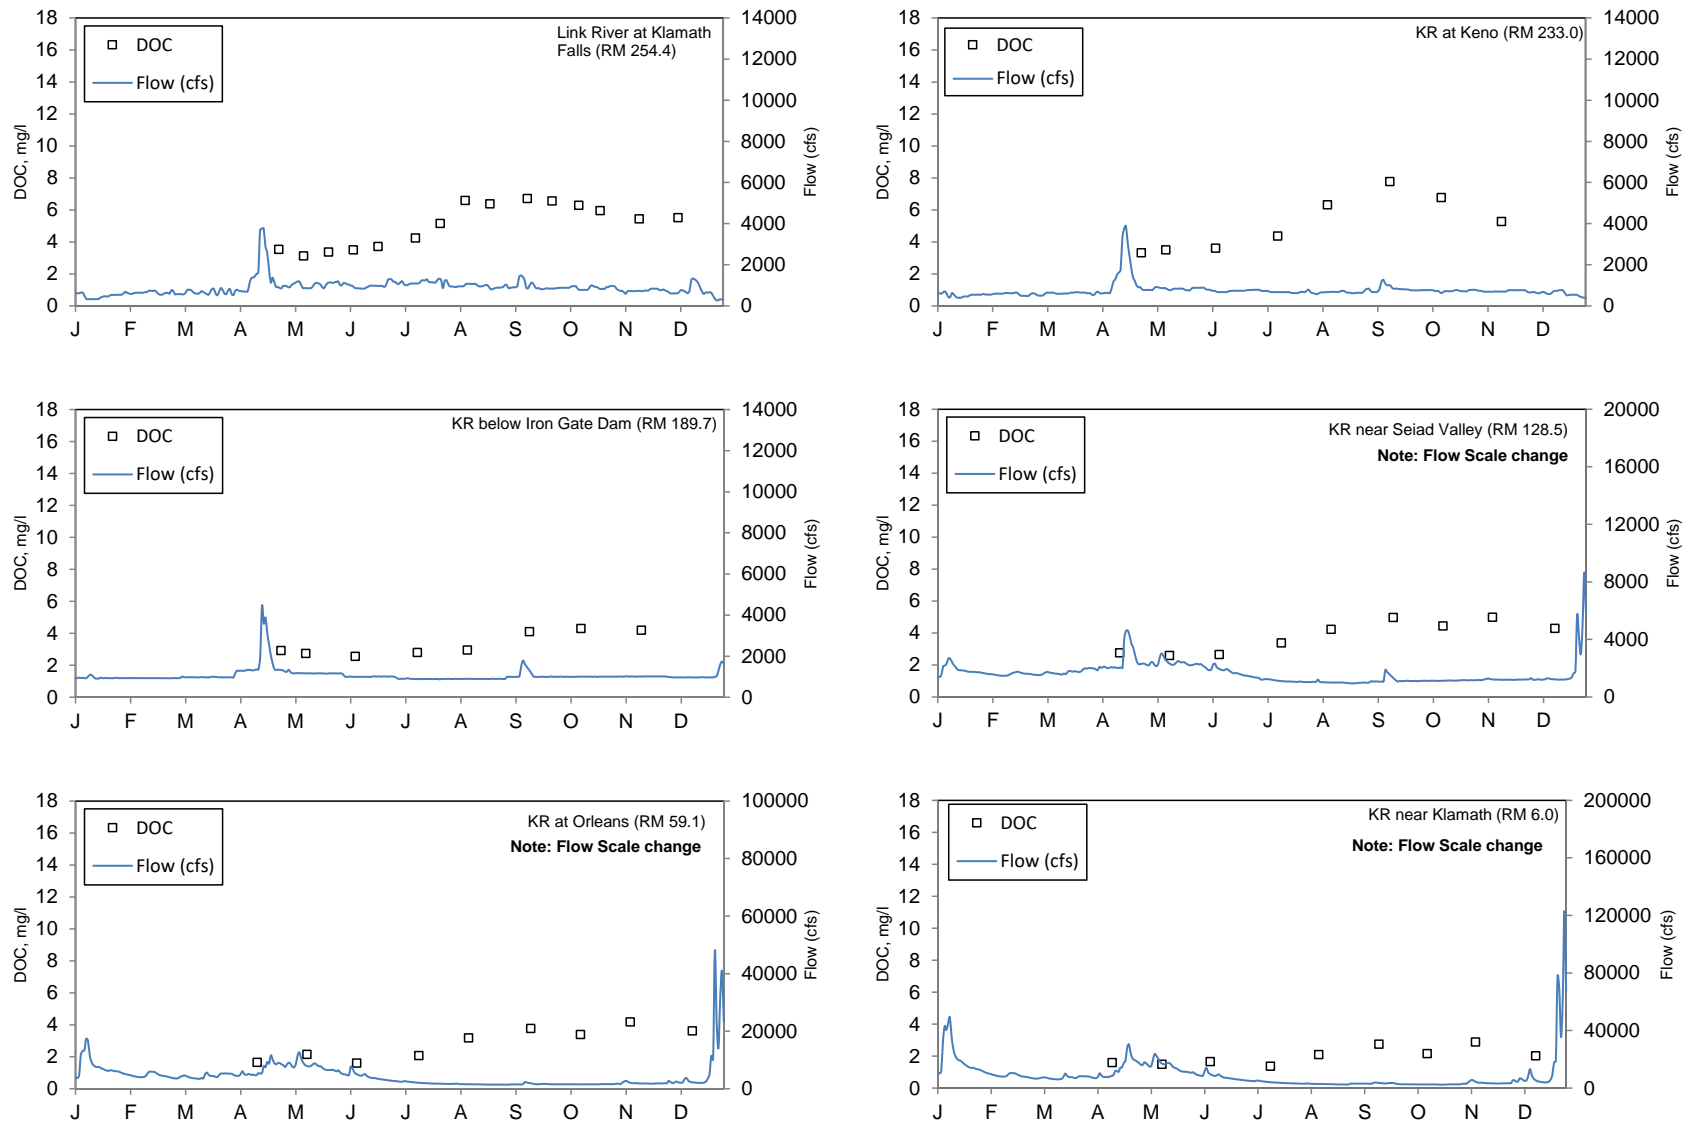 DOC
Flow (cfs)
Link River at Klamath
Falls (RM 254.4)
18
16
14
12
10
8
6
4
2
0
DOC, mg/l
14000
12000
10000
8000
6000
4000
2000
0
Flow (cfs)
J F M A M J J A S O N D
DOC
Flow (cfs)
KR at Keno (RM 233.0)
18
16
14
12
10
8
6
4
2
0
DOC, mg/l
14000
12000
10000
8000
6000
4000
2000
0
Flow (cfs)
J F M A M J J A S O N D
DOC
Flow (cfs)
KR below Iron Gate Dam (RM 189.7)
18
16
14
12
10
8
6
4
2
0
DOC, mg/l
14000
12000
10000
8000
6000
4000
2000
0
Flow (cfs)
J F M A M J J A S O N D
DOC
Flow (cfs)
KR near Seiad Valley (RM 128.5)
Note: Flow Scale change
18
16
14
12
10
8
6
4
2
0
DOC, mg/l
20000
16000
12000
8000
4000
0
Flow (cfs)
J F M A M J J A S O N D
DOC
Flow (cfs)
KR at Orleans (RM 59.1)
Note: Flow Scale change
18
16
14
12
10
8
6
4
2
0
DOC, mg/l
100000
80000
60000
40000
20000
0
Flow (cfs)
J F M A M J J A S O N D
DOC
Flow (cfs)
KR near Klamath (RM 6.0)
Note: Flow Scale change
18
16
14
12
10
8
6
4
2
0
DOC, mg/l
200000
160000
120000
80000
40000
0
Flow (cfs)
J F M A M J J A S O N D